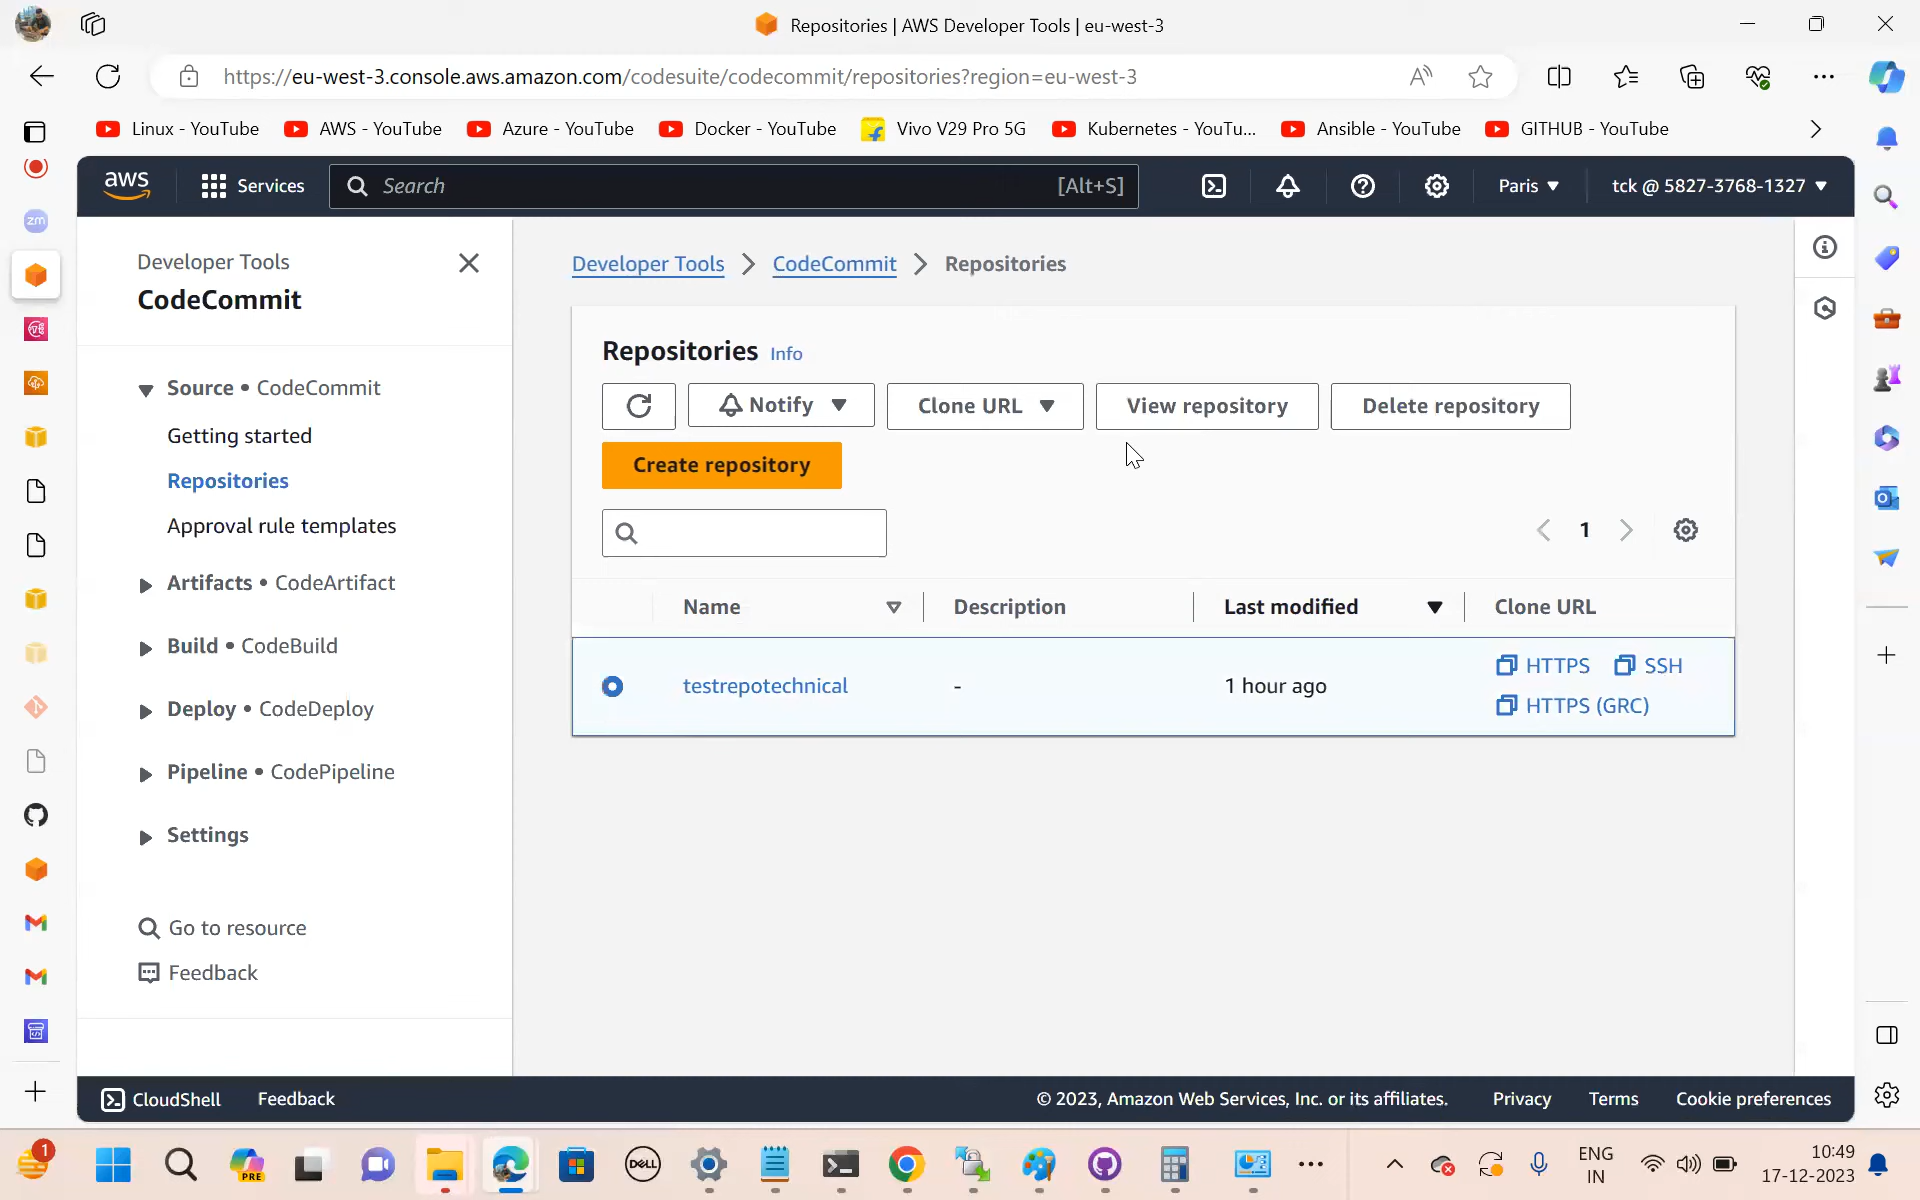 Repositories | AWS Developer Tools | eu-west-3
https://eu-west-3.console.aws.amazon.com/codesuite/codecommit/repositories?region=eu-west-3
Linux - YouTube
AWS - YouTube
Azure - YouTube
Docker - YouTube
Vivo V29 Pro 5G
Kubernetes - YouTu...
Ansible - YouTube
GITHUB - YouTube
aws
Services
Search
[Alt+S]
Paris
tck @ 5827-3768-1327
zm
Developer Tools
CodeCommit
Source • CodeCommit
Getting started
Repositories
Approval rule templates
Artifacts • CodeArtifact
Build • CodeBuild
Deploy • CodeDeploy
Pipeline • CodePipeline
Settings
Go to resource
Feedback
Developer Tools
CodeCommit
Repositories
Repositories Info
Notify
Clone URL
View repository
Delete repository
Create repository
1
Name
Description
Last modified
Clone URL
testrepotechnical
-
1 hour ago
HTTPS
SSH
HTTPS (GRC)
CloudShell
Feedback
© 2023, Amazon Web Services, Inc. or its affiliates.
Privacy
Terms
Cookie preferences
1
PRE
DELL
ENG
IN
10:49
17-12-2023